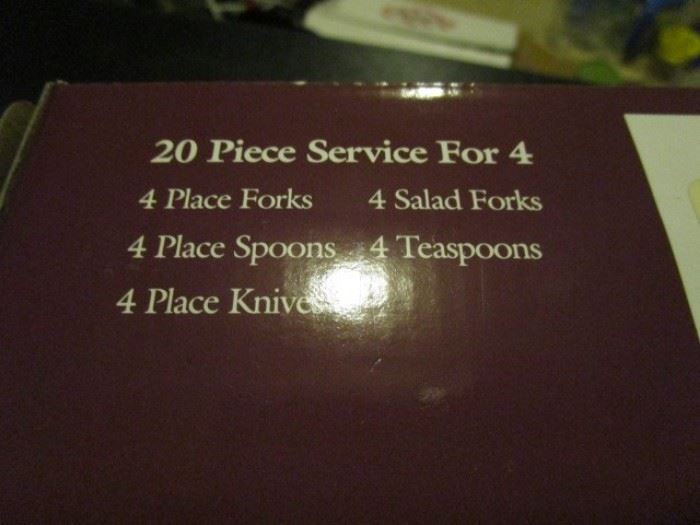 20 Piece Service For 4
4 Place Forks 4 Salad Forks
4 Place Spoons 4 Teaspoons
4 Place Knives